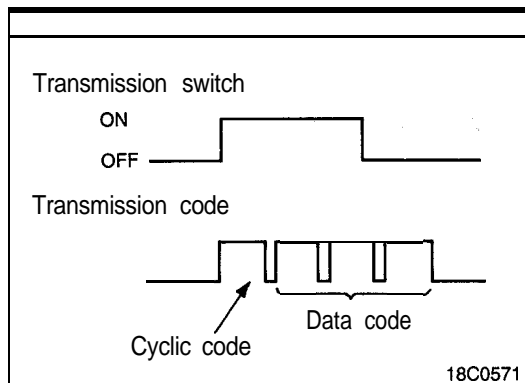 Transmission switch
ON
OFF
Transmission code
Data code
Cyclic code
18C0571